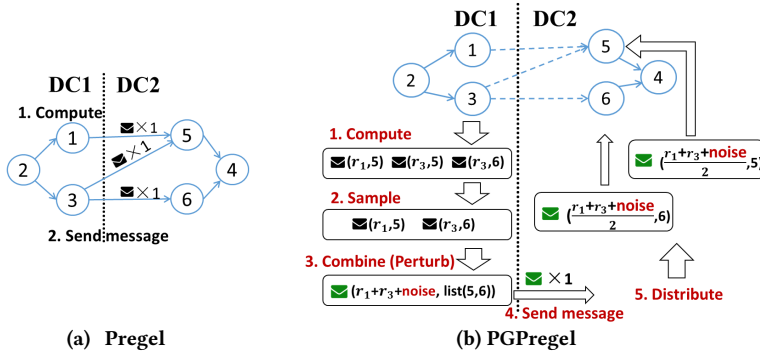 DC1 DC2
1. Compute
1
2
3
5
6
4
✕1
✕1
✕1
2. Send message
(a) Pregel
DC1 DC2
1
2
3
5
6
4
1. Compute
(r₁,5) (r₃,5) (r₃,6)
2. Sample
(r₁,5) (r₃,6)
3. Combine (Perturb)
(r₁+r₃+noise, list(5,6))
✕1
4. Send message
5. Distribute
(r₁+r₃+noise/2,6)
(r₁+r₃+noise/2,5)
(b) PGPregel